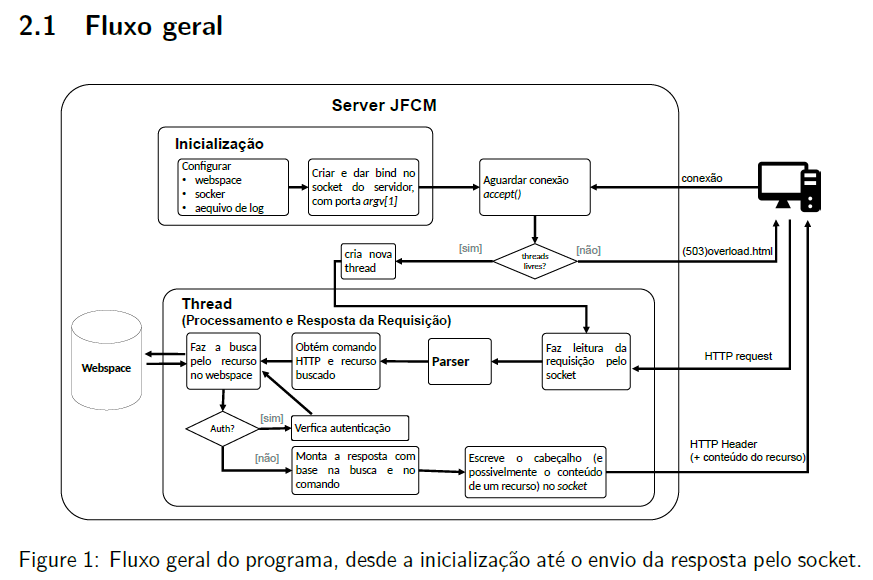 2.1 Fluxo geral
Server JFCM
Inicialização
Configurar
• webspace
• socker
• aequivo de log
Criar e dar bind no
socket do servidor,
com porta argv[1]
Aguardar conexão
accept()
conexão
cria nova
thread
[sim]
threads
livres?
[não]
(503)overload.html
Thread
(Processamento e Resposta da Requisição)
Webspace
Faz a busca
pelo recurso
no webspace
Obtém comando
HTTP e recurso
buscado
Parser
Faz leitura da
requisição pelo
socket
HTTP request
Auth?
[sim]
Verfica autenticação
[não]
Monta a resposta com
base na busca e no
comando
Escreve o cabeçalho (e
possivelmente o conteúdo
de um recurso) no socket
HTTP Header
(+ conteúdo do recurso)
Figure 1: Fluxo geral do programa, desde a inicialização até o envio da resposta pelo socket.